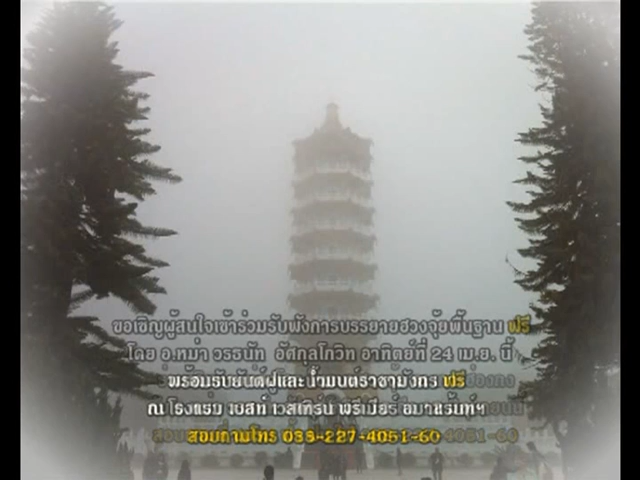 ขอเชิญผู้สนใจเข้าร่วมรับฟังการบรรยายฮวงจุ้ยพื้นฐาน ฟรี
โดย อ.หม่า วรธนัท อัศกุลโกวิท อาทิตย์ที่ 24 เม.ย. นี้
พร้อมรับยันต์ฝูและน้ำมนต์ราชามังกร ฟรี
ณ โรงแรม เบสท์ เวสเทิร์น พรีเมียร์ อมารันท์ฯ
สอบถามโทร 038-227-4051-60